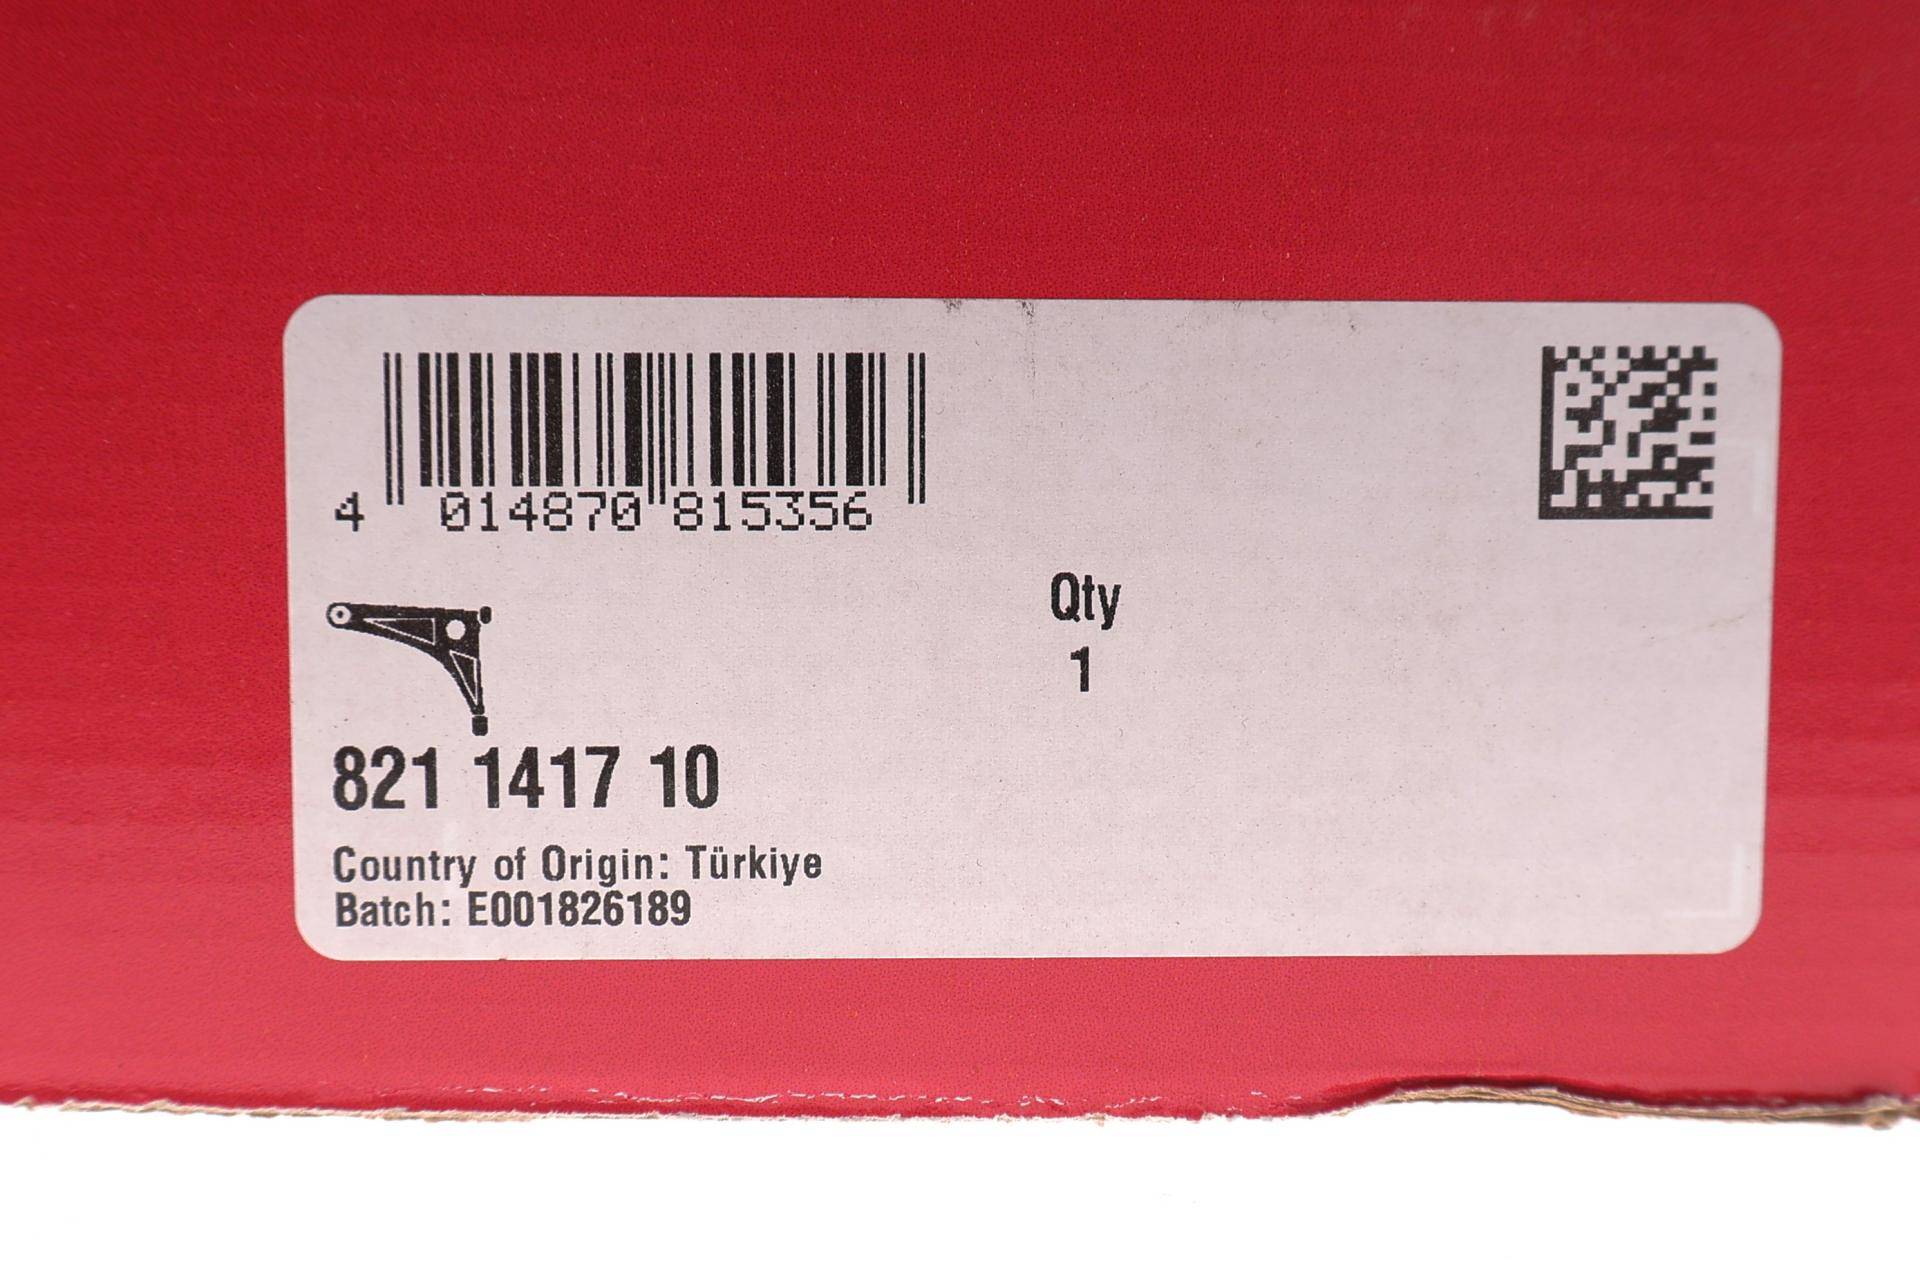 4 014870 815356
Qty
1
821 1417 10
Country of Origin: Türkiye
Batch: E001826189